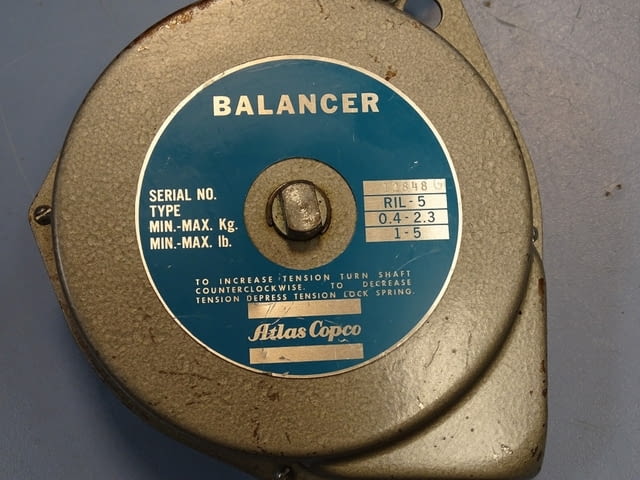 BALANCER
SERIAL NO.
TYPE RIL-5
MIN.-MAX. Kg. 0.4-2.3
MIN.-MAX. lb. 1-5
TO INCREASE TENSION TURN SHAFT
COUNTERCLOCKWISE. TO DECREASE
TENSION DEPRESS TENSION LOCK SPRING.
Atlas Copco